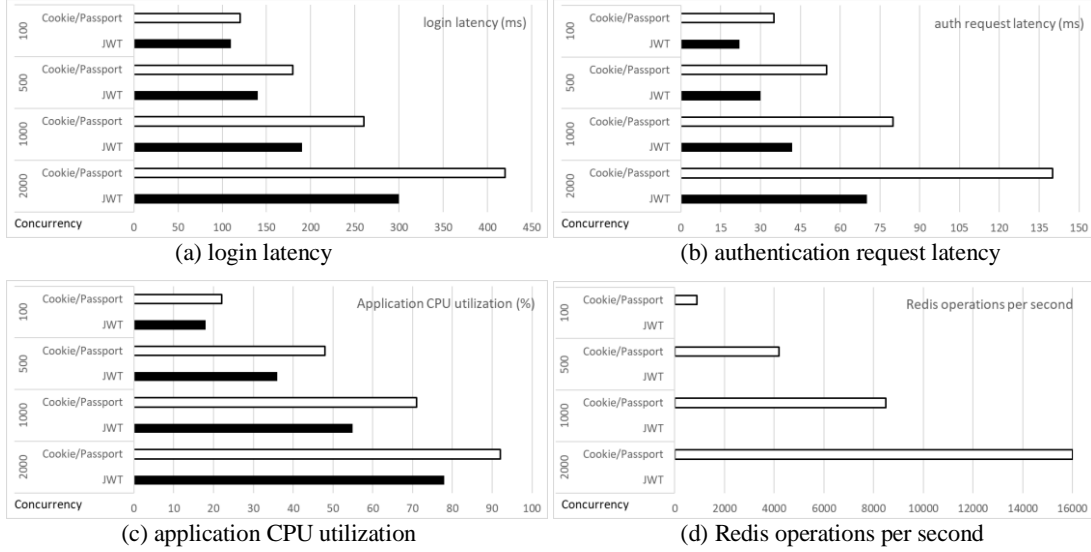 login latency (ms)
100
Cookie/Passport
JWT
500
Cookie/Passport
JWT
1000
Cookie/Passport
JWT
2000
Cookie/Passport
JWT
Concurrency
0 50 100 150 200 250 300 350 400 450
(a) login latency
auth request latency (ms)
100
Cookie/Passport
JWT
500
Cookie/Passport
JWT
1000
Cookie/Passport
JWT
2000
Cookie/Passport
JWT
Concurrency
0 15 30 45 60 75 90 105 120 135 150
(b) authentication request latency
Application CPU utilization (%)
100
Cookie/Passport
JWT
500
Cookie/Passport
JWT
1000
Cookie/Passport
JWT
2000
Cookie/Passport
JWT
Concurrency
0 10 20 30 40 50 60 70 80 90 100
(c) application CPU utilization
Redis operations per second
100
Cookie/Passport
JWT
500
Cookie/Passport
JWT
1000
Cookie/Passport
JWT
2000
Cookie/Passport
JWT
Concurrency
0 2000 4000 6000 8000 10000 12000 14000 16000
(d) Redis operations per second